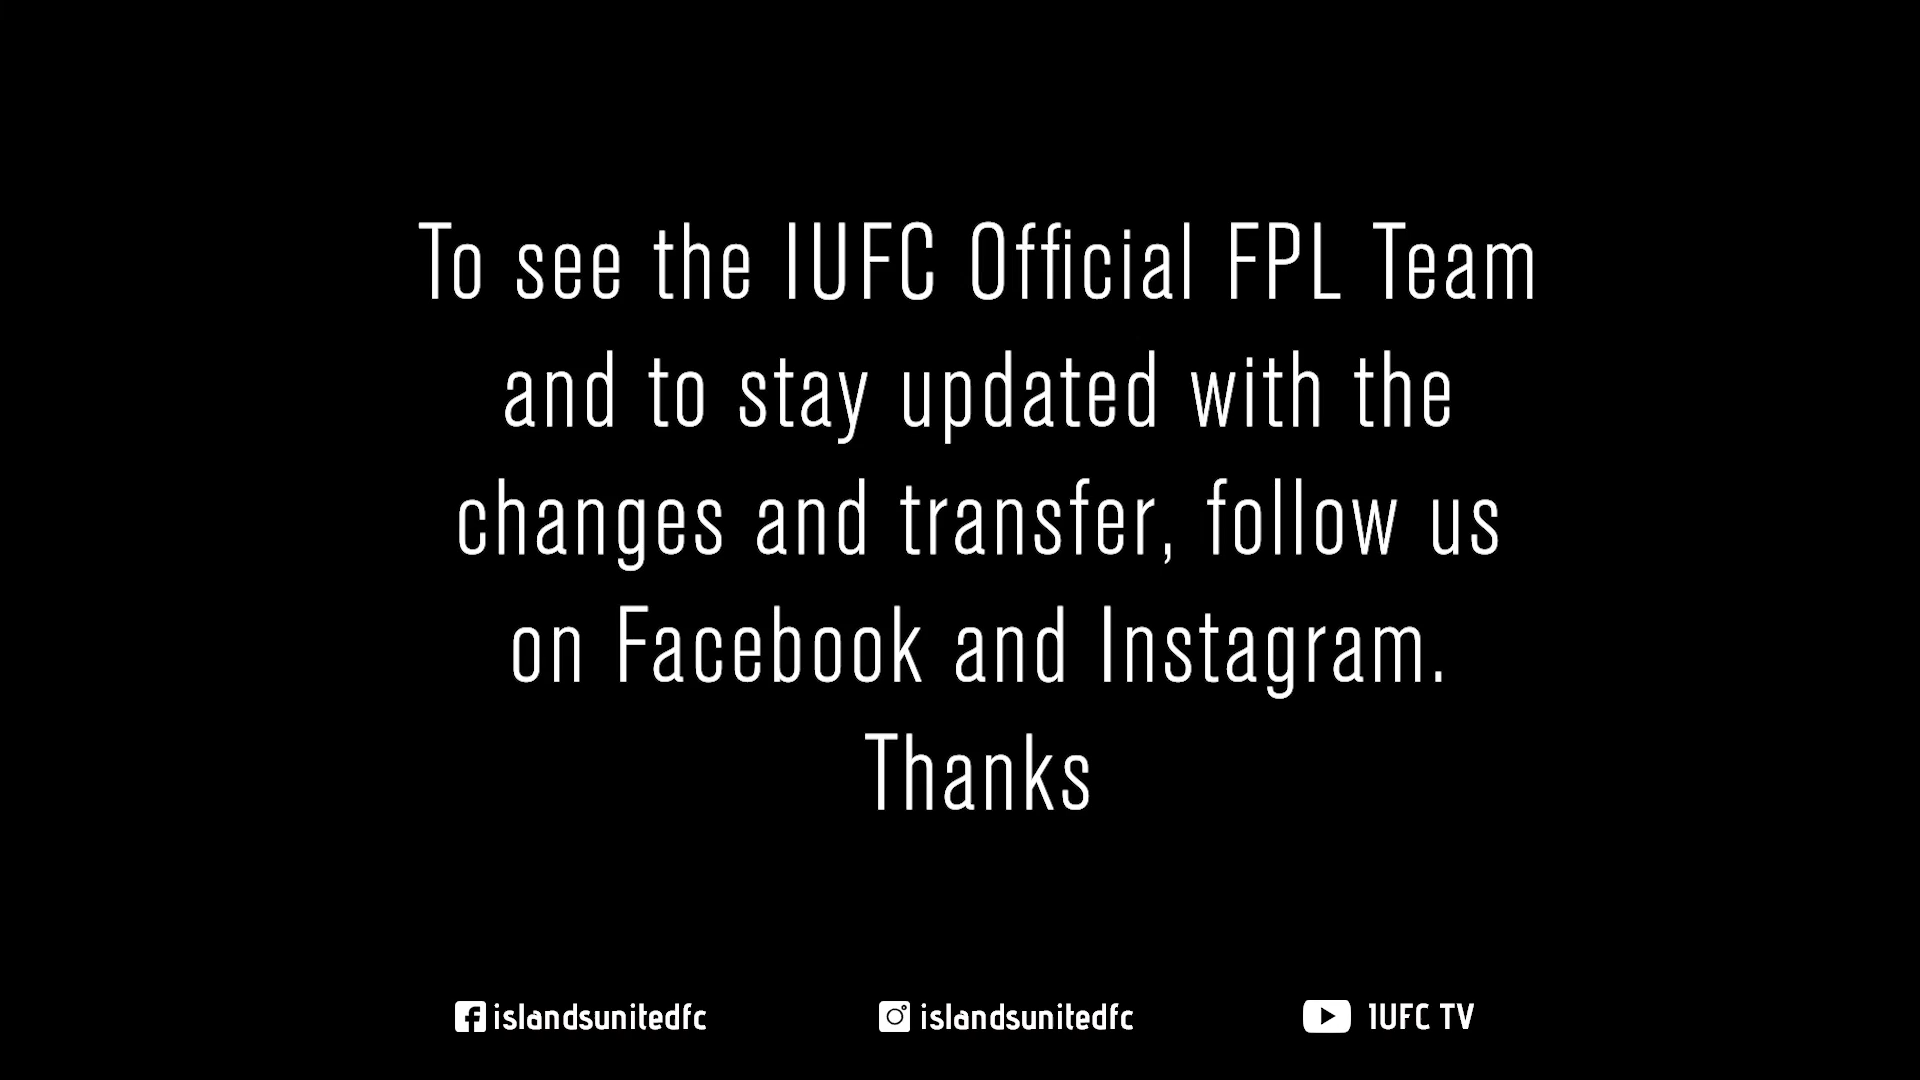 To see the IUFC Official FPL Team
and to stay updated with the
changes and transfer, follow us
on Facebook and Instagram.
Thanks
islandsunitedfc
islandsunitedfc
IUFC TV